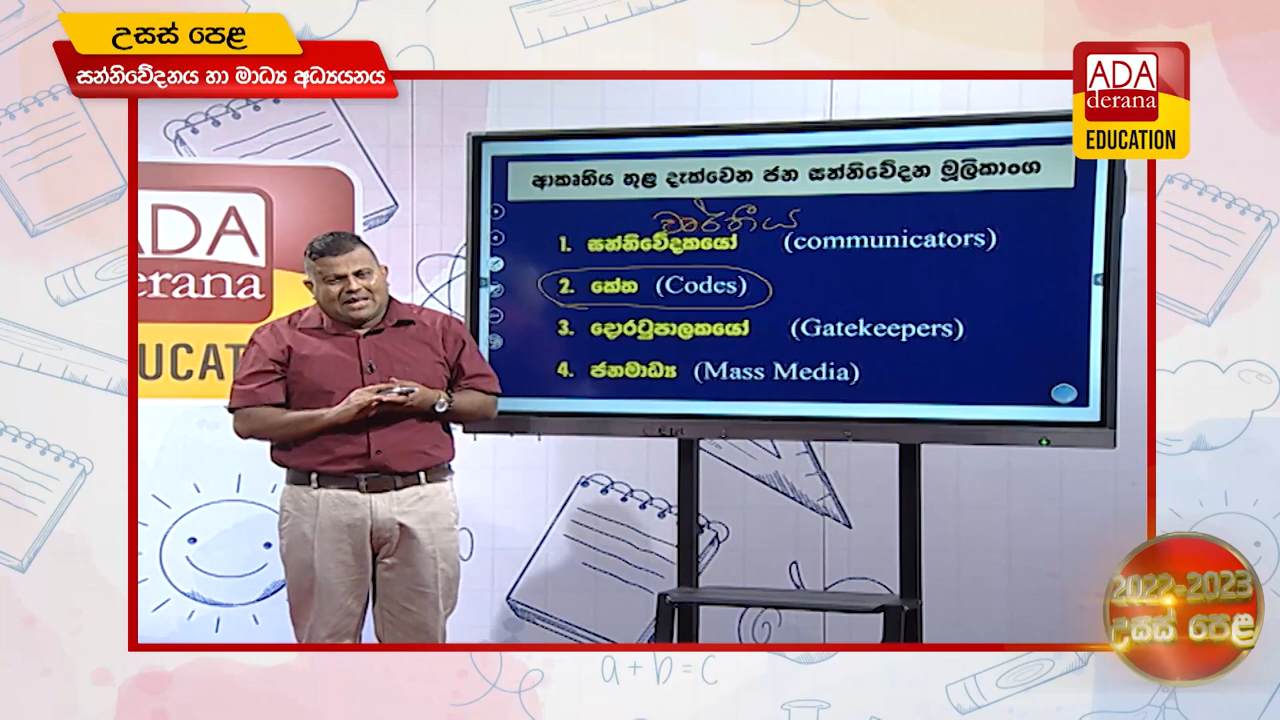 උසස් පෙළ
සන්නිවේදනය හා මාධ්‍ය අධ්‍යයනය
ADA
derana
EDUCATION
ADA
derana
EDUCAT
ආකෘතිය තුළ දැක්වෙන ජන සන්නිවේදන මූලිකාංග
වෘර්තීය
1. සන්නිවේදකයෝ (communicators)
2. කේත (Codes)
3. දොරටුපාලකයෝ (Gatekeepers)
4. ජනමාධ්‍ය (Mass Media)
2022-2023
උසස් පෙළ
a + b = c